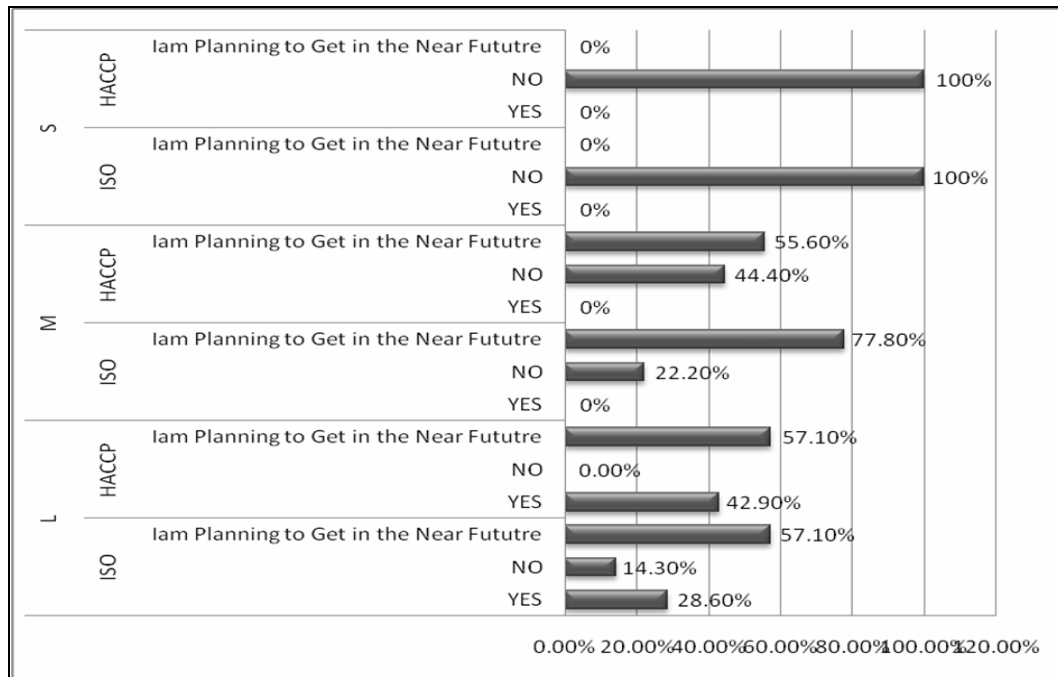 S
HACCP
Iam Planning to Get in the Near Fututre 0%
NO 100%
YES 0%
ISO
Iam Planning to Get in the Near Fututre 0%
NO 100%
YES 0%
M
HACCP
Iam Planning to Get in the Near Fututre 55.60%
NO 44.40%
YES 0%
ISO
Iam Planning to Get in the Near Fututre 77.80%
NO 22.20%
YES 0%
L
HACCP
Iam Planning to Get in the Near Fututre 57.10%
NO 0.00%
YES 42.90%
ISO
Iam Planning to Get in the Near Fututre 57.10%
NO 14.30%
YES 28.60%
0.00% 20.00% 40.00% 60.00% 80.00% 100.00% 120.00%